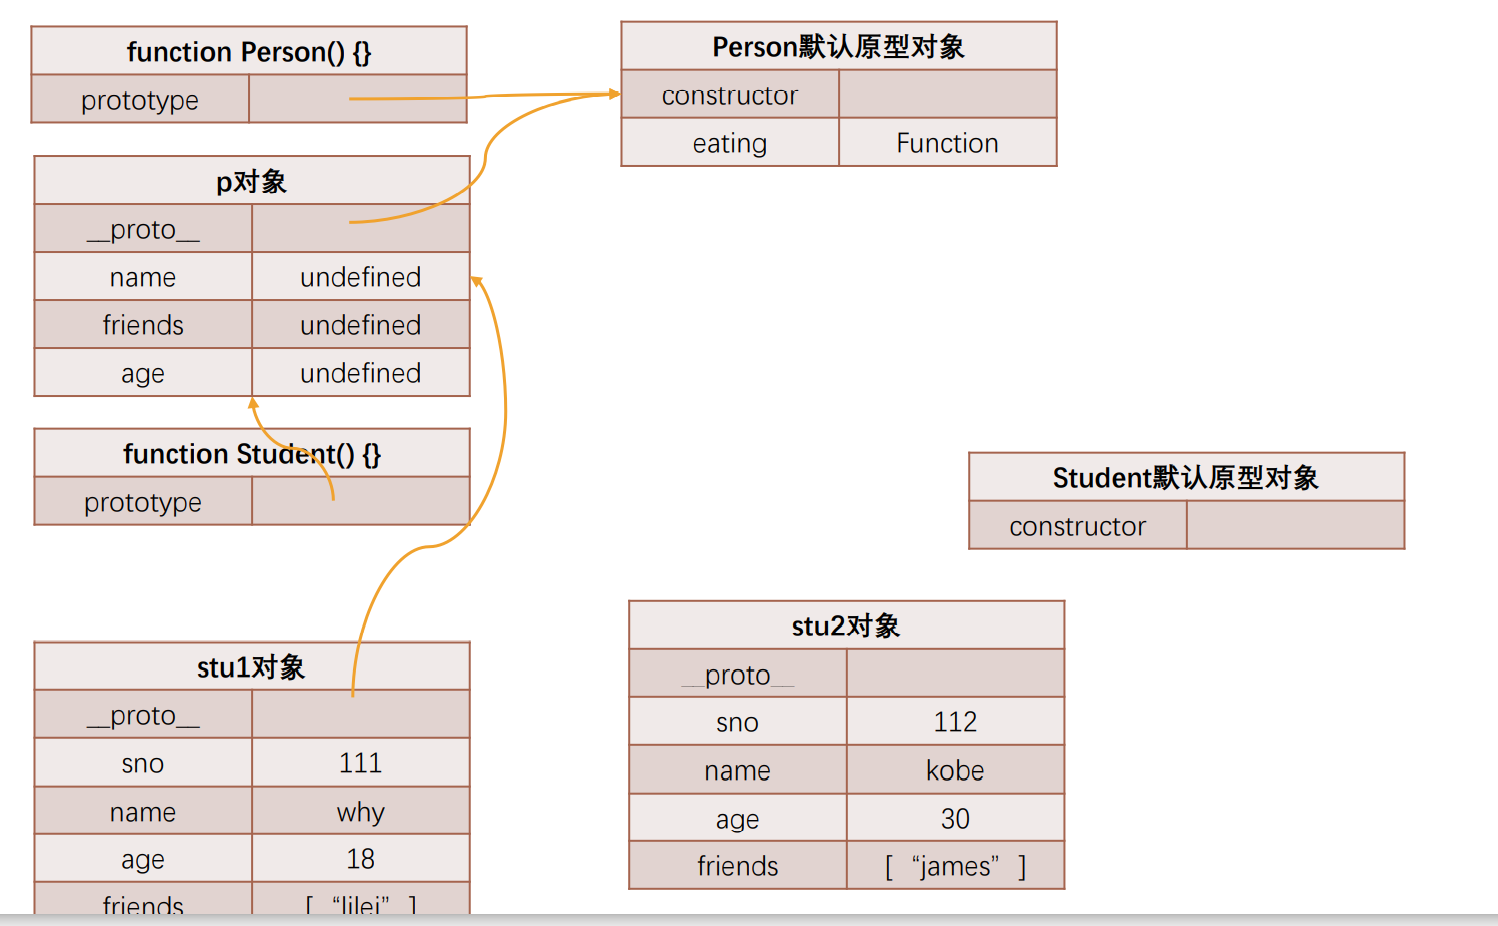 function Person() {}
prototype
Person默认原型对象
constructor
eating Function
p对象
__proto__
name undefined
friends undefined
age undefined
function Student() {}
prototype
Student默认原型对象
constructor
stu1对象
__proto__
sno 111
name why
age 18
friends [ “lilei” ]
stu2对象
__proto__
sno 112
name kobe
age 30
friends [ “james” ]